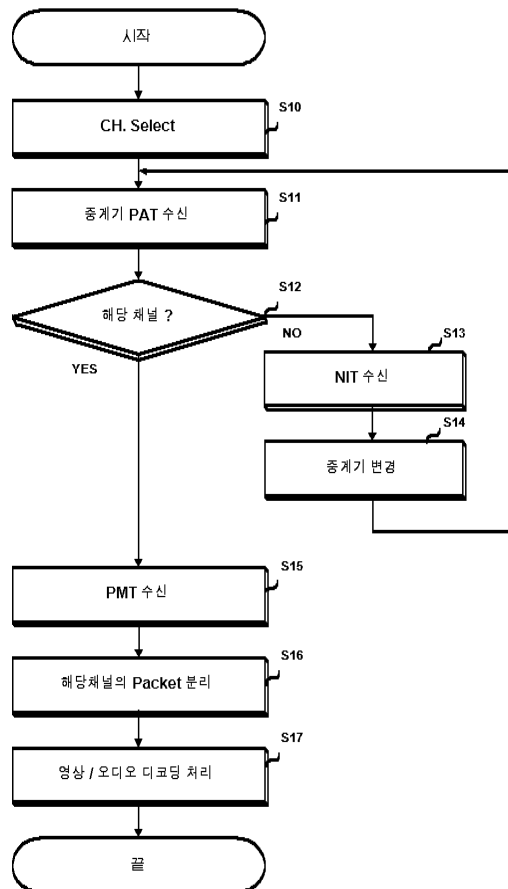 시작
S10
CH. Select
S11
중계기 PAT 수신
S12
해당 채널 ?
NO
YES
S13
NIT 수신
S14
중계기 변경
S15
PMT 수신
S16
해당채널의 Packet 분리
S17
영상 / 오디오 디코딩 처리
끝